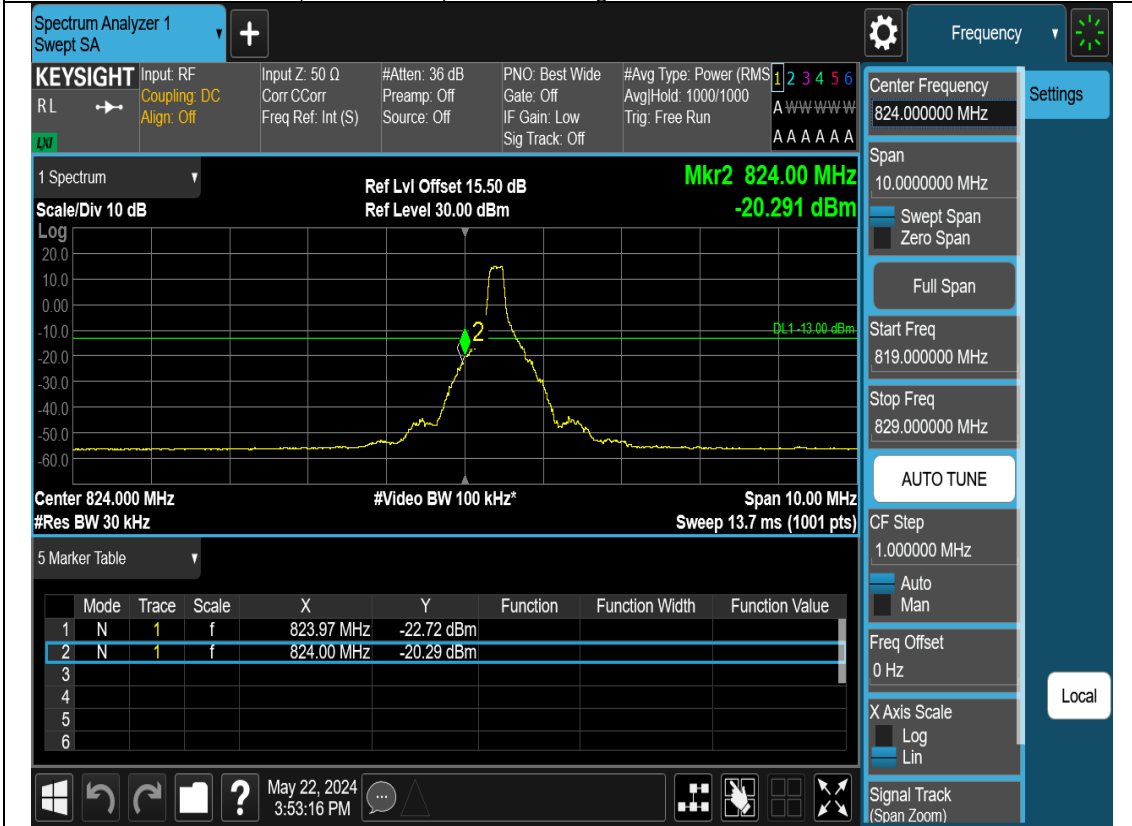 Spectrum Analyzer 1
Swept SA
Frequency
KEYSIGHT
R L
LXI
Input: RF
Coupling: DC
Align: Off
Input Z: 50 Ω
Corr CCorr
Freq Ref: Int (S)
#Atten: 36 dB
Preamp: Off
Source: Off
PNO: Best Wide
Gate: Off
IF Gain: Low
Sig Track: Off
#Avg Type: Power (RMS
Avg|Hold: 1000/1000
Trig: Free Run
1 2 3 4 5 6
A W W W W W
A A A A A A
1 Spectrum
Scale/Div 10 dB
Ref Lvl Offset 15.50 dB
Ref Level 30.00 dBm
Mkr2 824.00 MHz
-20.291 dBm
Log
20.0
10.0
0.00
-10.0
-20.0
-30.0
-40.0
-50.0
-60.0
2
DL1 -13.00 dBm
Center 824.000 MHz
#Video BW 100 kHz*
Span 10.00 MHz
#Res BW 30 kHz
Sweep 13.7 ms (1001 pts)
5 Marker Table
Mode Trace Scale X Y Function Function Width Function Value
1 N 1 f 823.97 MHz -22.72 dBm
2 N 1 f 824.00 MHz -20.29 dBm
3
4
5
6
?
May 22, 2024
3:53:16 PM
Center Frequency
824.000000 MHz
Settings
Span
10.0000000 MHz
Swept Span
Zero Span
Full Span
Start Freq
819.000000 MHz
Stop Freq
829.000000 MHz
AUTO TUNE
CF Step
1.000000 MHz
Auto
Man
Freq Offset
0 Hz
Local
X Axis Scale
Log
Lin
Signal Track
(Span Zoom)